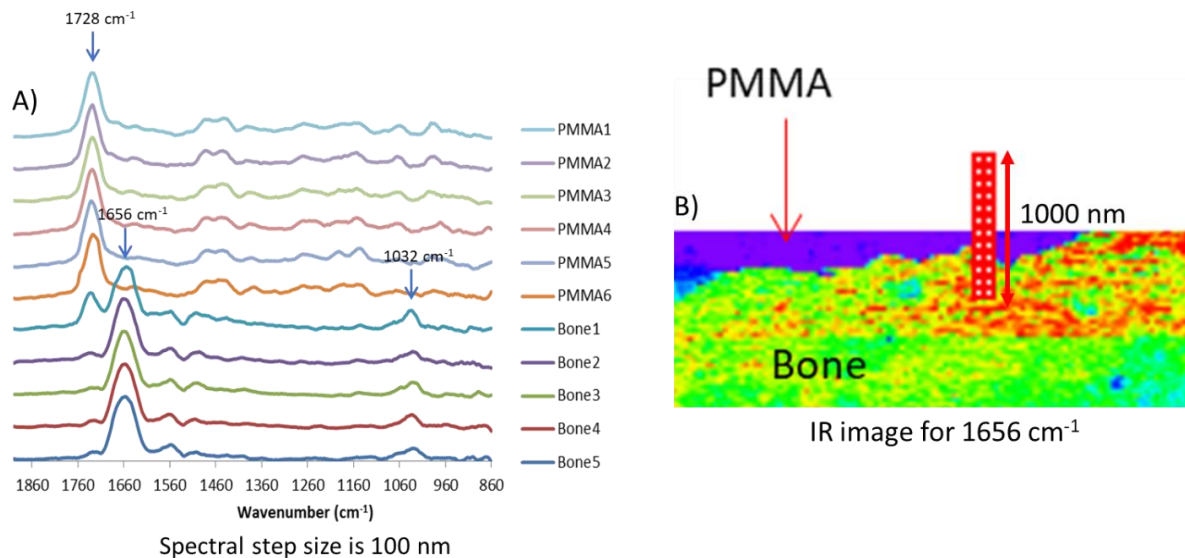 1728 cm-1
A)
PMMA1
PMMA2
PMMA3
1656 cm-1
PMMA4
1032 cm-1
PMMA5
PMMA6
Bone1
Bone2
Bone3
Bone4
Bone5
1860 1760 1660 1560 1460 1360 1260 1160 1060 960 860
Wavenumber (cm-1)
Spectral step size is 100 nm
PMMA
B)
1000 nm
Bone
IR image for 1656 cm-1